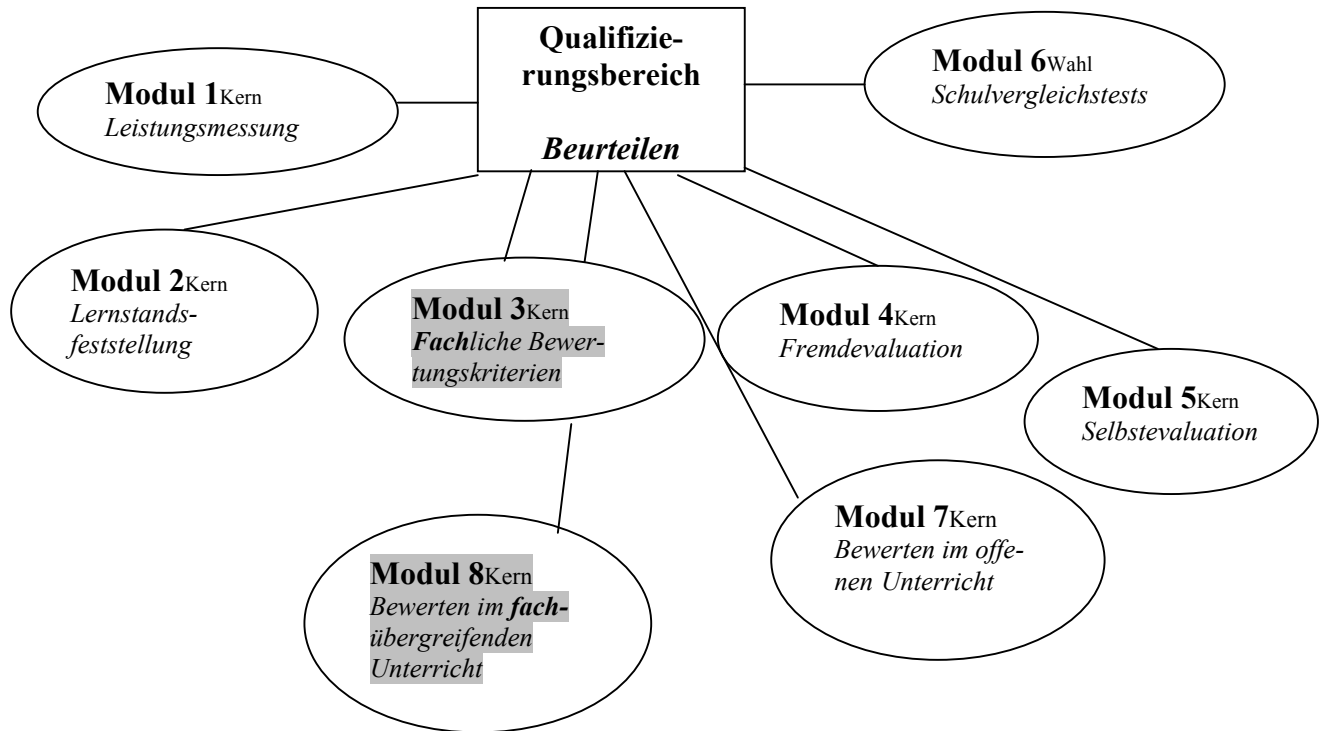 Qualifizie-
rungsbereich
Beurteilen
Modul 1Kern
Leistungsmessung
Modul 6Wahl
Schulvergleichstests
Modul 2Kern
Lernstands-
feststellung
Modul 3Kern
Fachliche Bewer-
tungskriterien
Modul 4Kern
Fremdevaluation
Modul 5Kern
Selbstevaluation
Modul 7Kern
Bewerten im offe-
nen Unterricht
Modul 8Kern
Bewerten im fach-
übergreifenden
Unterricht